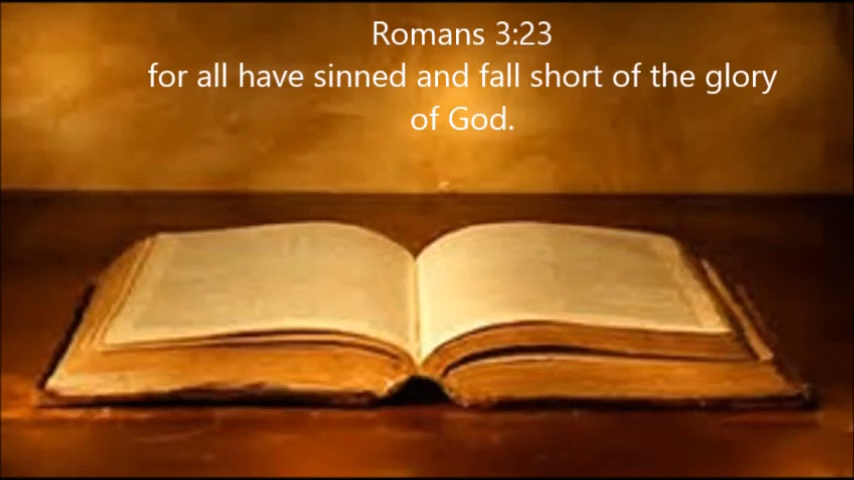 Romans 3:23
for all have sinned and fall short of the glory
of God.